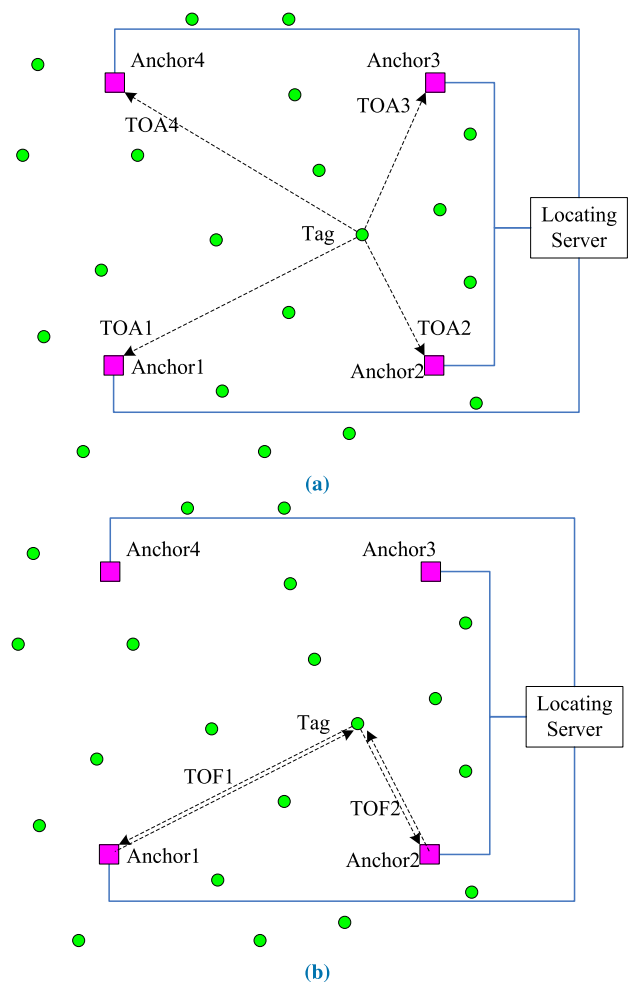 Anchor4
Anchor3
TOA4
TOA3
Tag
Locating
Server
TOA1
TOA2
Anchor1
Anchor2
(a)
Anchor4
Anchor3
Tag
Locating
Server
TOF1
TOF2
Anchor1
Anchor2
(b)